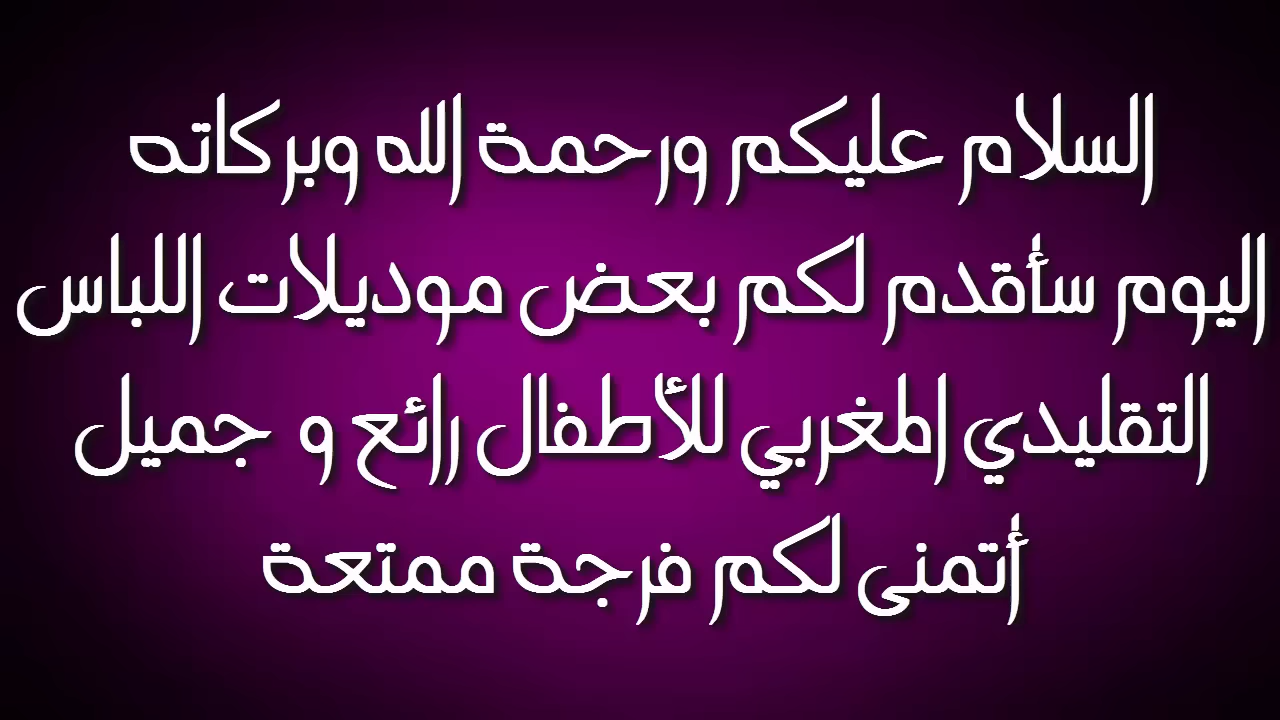 السلام عليكم ورحمة الله وبركاته
اليوم سأقدم لكم بعض موديلات اللباس
التقليدي المغربي للأطفال رائع و جميل
أتمنى لكم فرجة ممتعة